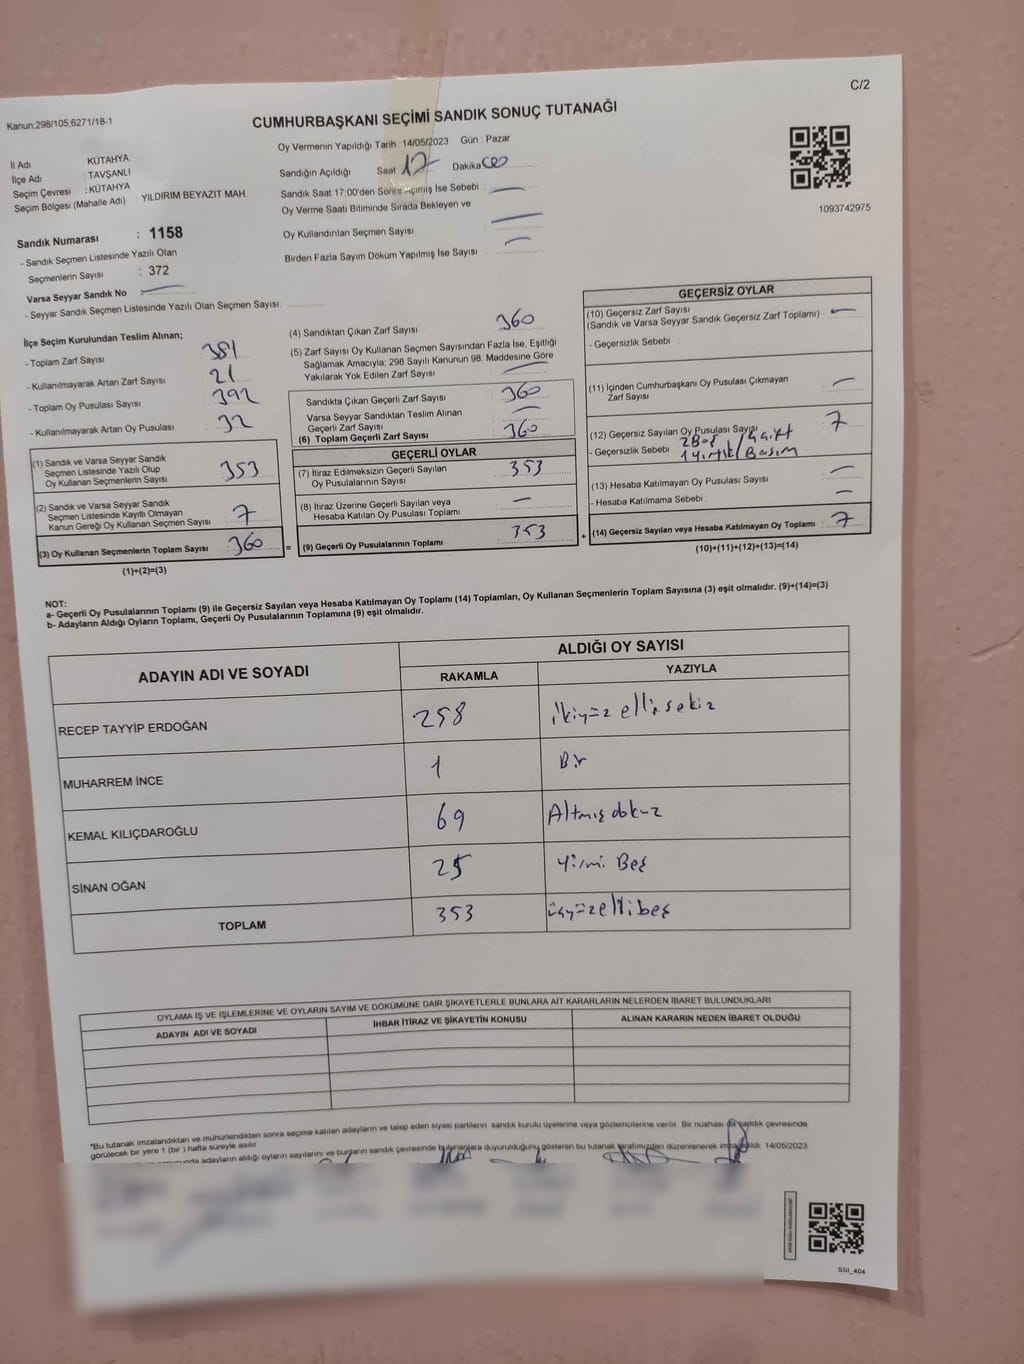 C/2
Kanun,298/105;6271/18-1
CUMHURBAŞKANI SEÇİMİ SANDIK SONUÇ TUTANAĞI
İl Adı : KÜTAHYA
İlçe Adı : TAVŞANLI
Seçim Çevresi : KÜTAHYA
Seçim Bölgesi (Mahalle Adı) : YILDIRIM BEYAZIT MAH.
Sandık Numarası : 1158
- Sandık Seçmen Listesinde Yazılı Olan
Seçmenlerin Sayısı : 372
Varsa Seyyar Sandık No
- Seyyar Sandık Seçmen Listesinde Yazılı Olan Seçmen Sayısı:
Oy Vermenin Yapıldığı Tarih :14/05/2023 Gün : Pazar
Sandığın Açıldığı Saat 17 Dakika 00
Sandık Saat 17:00'den Sonra Açılmış İse Sebebi :
Oy Verme Saati Bitiminde Sırada Bekleyen ve
Oy Kullandırılan Seçmen Sayısı :
Birden Fazla Sayım Döküm Yapılmış İse Sayısı :
1093742975
İlçe Seçim Kurulundan Teslim Alınan;
- Toplam Zarf Sayısı : 381
- Kullanılmayarak Artan Zarf Sayısı : 21
- Toplam Oy Pusulası Sayısı : 392
- Kullanılmayarak Artan Oy Pusulası : 32
(1) Sandık ve Varsa Seyyar Sandık
Seçmen Listesinde Yazılı Olup
Oy Kullanan Seçmenlerin Sayısı : 353
(2) Sandık ve Varsa Seyyar Sandık
Seçmen Listesinde Kayıtlı Olmayan
Kanun Gereği Oy Kullanan Seçmen Sayısı : 7
(3) Oy Kullanan Seçmenlerin Toplam Sayısı : 360
(1)+(2)=(3)
(4) Sandıktan Çıkan Zarf Sayısı : 360
(5) Zarf Sayısı Oy Kullanan Seçmen Sayısından Fazla İse, Eşitliği
Sağlamak Amacıyla, 298 Sayılı Kanunun 98. Maddesine Göre
Yakılarak Yok Edilen Zarf Sayısı :
Sandıkta Çıkan Geçerli Zarf Sayısı : 360
Varsa Seyyar Sandıktan Teslim Alınan
Geçerli Zarf Sayısı :
(6) Toplam Geçerli Zarf Sayısı : 360
GEÇERLİ OYLAR
(7) İtiraz Edilmeksizin Geçerli Sayılan
Oy Pusulasının Sayısı : 353
(8) İtiraz Üzerine Geçerli Sayılan veya
Hesaba Katılan Oy Pusulası Toplamı :
= (9) Geçerli Oy Pusulalarının Toplamı : 353
GEÇERSİZ OYLAR
(10) Geçersiz Zarf Sayısı
(Sandık ve Varsa Seyyar Sandık Geçersiz Zarf Toplamı) :
- Geçersizlik Sebebi :
(11) İçinden Cumhurbaşkanı Oy Pusulası Çıkmayan
Zarf Sayısı :
(12) Geçersiz Sayılan Oy Pusulası Sayısı : 7
- Geçersizlik Sebebi : 2 Boş /
1 yırtık/
(13) Hesaba Katılmayan Oy Pusulası Sayısı :
- Hesaba Katılmama Sebebi :
+ (14) Geçersiz Sayılan veya Hesaba Katılmayan Oy Toplamı : 7
(10)+(11)+(12)+(13)=(14)
NOT:
a- Geçerli Oy Pusulalarının Toplamı (9) ile Geçersiz Sayılan veya Hesaba Katılmayan Oy Toplamı (14) Toplamları, Oy Kullanan Seçmenlerin Toplam Sayısına (3) eşit olmalıdır. (9)+(14)=(3)
b- Adayların Aldığı Oyların Toplamı, Geçerli Oy Pusulalarının Toplamına (9) eşit olmalıdır.
ADAYIN ADI VE SOYADI
ALDIĞI OY SAYISI
RAKAMLA YAZIYLA
RECEP TAYYİP ERDOĞAN 258 ikiyüz ellisekiz
MUHARREM İNCE 1 Bir
KEMAL KILIÇDAROĞLU 69 Altmış dokuz
SİNAN OĞAN 25 Yirmi Beş
TOPLAM 353 üçyüzellibeş
OYLAMA İŞ VE İŞLEMLERİNE VE OYLARIN SAYIM VE DÖKÜMÜNE DAİR ŞİKAYETLERLE BUNLARA AİT KARARLARIN NELERDEN İBARET BULUNDUKLARI
ADAYIN ADI VE SOYADI İHBAR İTİRAZ VE ŞİKAYETİN KONUSU ALINAN KARARIN NEDEN İBARET OLDUĞU
*Bu tutanak imzalandıktan ve mühürlendikten sonra seçime katılan adayların ve talep eden siyasi partilerin sandık kurulu üyelerine veya gözlemcilerine verilir. Bir nüshası da sandık çevresinde
görülecek bir yere 1 (bir ) hafta süreyle asılır.
adayların aldığı oyların sayılarını ve bunların sandık çevresinde bulunanlara duyurulduğunu gösteren bu tutanak tarafımızdan düzenlenerek imzalandı. 14/05/2023
SSI_404